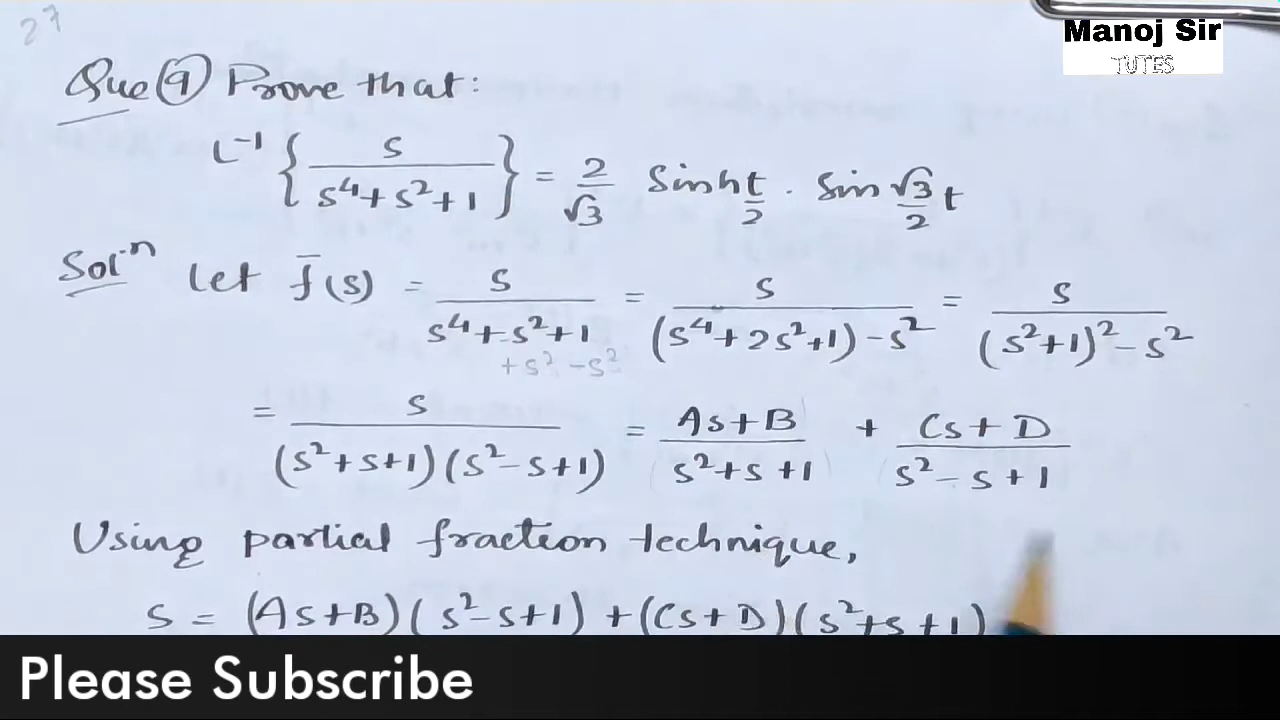 27
Manoj Sir
TUTES
Que (9) Prove that:
L⁻¹ { s / (s⁴+s²+1) } = 2/√3 Sinh t/2 . Sin √3/2 t
Solⁿ Let f̄(s) = s / (s⁴+s²+1) = s / ((s⁴+2s²+1)-s²) = s / ((s²+1)²-s²)
+s²-s²
= s / ((s²+s+1)(s²-s+1)) = (As+B) / (s²+s+1) + (Cs+D) / (s²-s+1)
Using partial fraction technique,
s = (As+B)(s²-s+1)+(Cs+D)(s²+s+1)
Please Subscribe